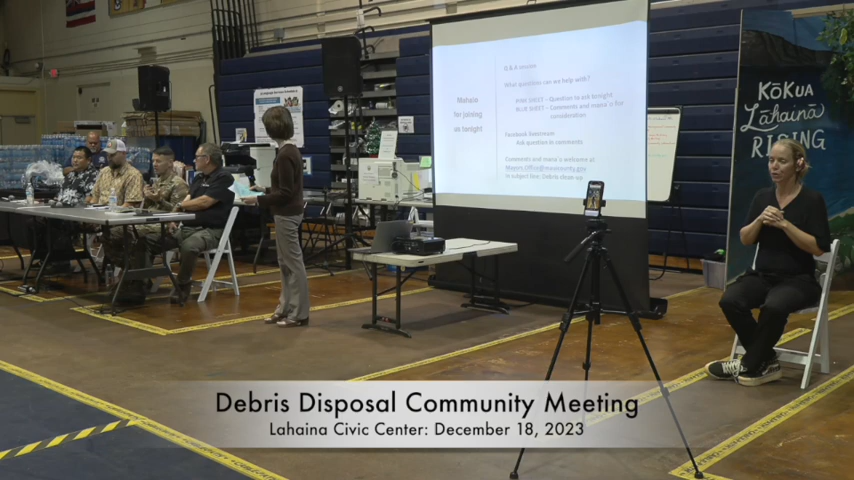 Q & A session
What questions can we help with?
Mahalo
for joining
us tonight
PINK SHEET – Question to ask tonight
BLUE SHEET – Comments and mana'o for
consideration
Facebook livestream
Ask question in comments
Comments and mana'o welcome at
Mayors.Office@mauicounty.gov
In subject line: Debris clean-up
KŌKUA
Lāhainā
RISING
Debris Disposal Community Meeting
Lahaina Civic Center: December 18, 2023